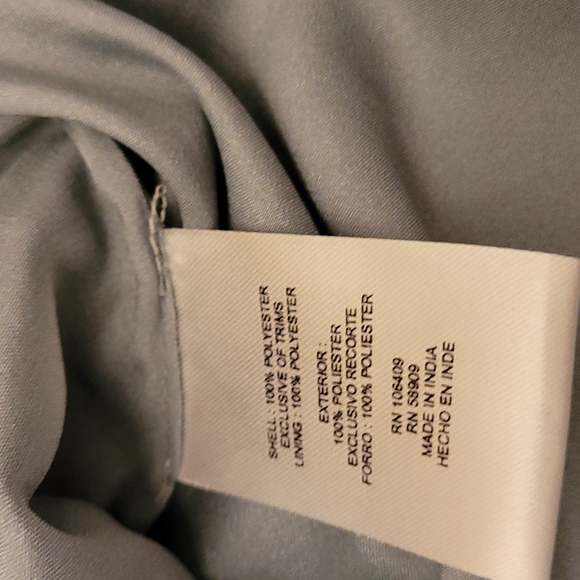 SHELL : 100% POLYESTER
EXCLUSIVE OF TRIMS
LINING : 100% POLYESTER
EXTERIOR :
100% POLIESTER
EXCLUSIVO RECORTE
FORRO : 100% POLIESTER
RN 106409
RN 58909
MADE IN INDIA
HECHO EN INDE